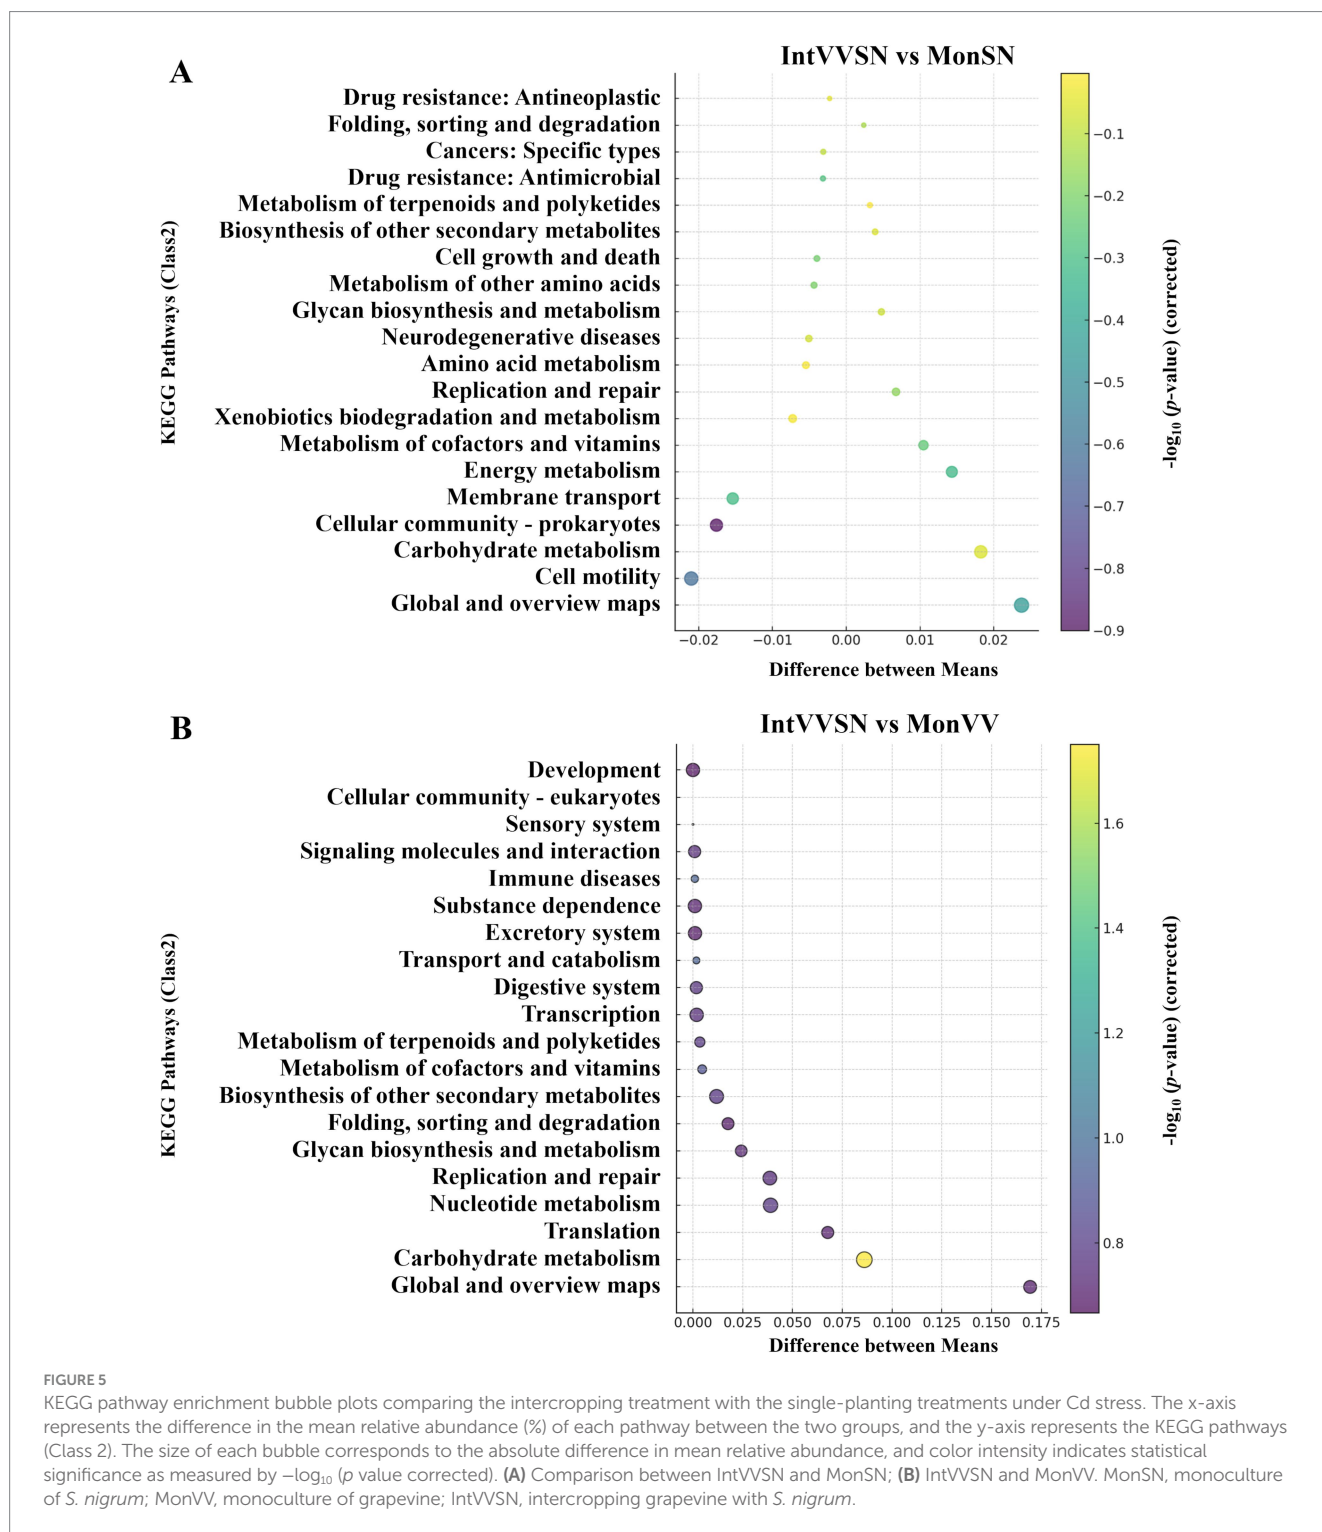 A
IntVVSN vs MonSN
KEGG Pathways (Class2)
Drug resistance: Antineoplastic
Folding, sorting and degradation
Cancers: Specific types
Drug resistance: Antimicrobial
Metabolism of terpenoids and polyketides
Biosynthesis of other secondary metabolites
Cell growth and death
Metabolism of other amino acids
Glycan biosynthesis and metabolism
Neurodegenerative diseases
Amino acid metabolism
Replication and repair
Xenobiotics biodegradation and metabolism
Metabolism of cofactors and vitamins
Energy metabolism
Membrane transport
Cellular community - prokaryotes
Carbohydrate metabolism
Cell motility
Global and overview maps
−0.02 −0.01 0.00 0.01 0.02
Difference between Means
−0.1
−0.2
−0.3
−0.4
−0.5
−0.6
−0.7
−0.8
−0.9
-log₁₀ (p-value) (corrected)
B
IntVVSN vs MonVV
KEGG Pathways (Class2)
Development
Cellular community - eukaryotes
Sensory system
Signaling molecules and interaction
Immune diseases
Substance dependence
Excretory system
Transport and catabolism
Digestive system
Transcription
Metabolism of terpenoids and polyketides
Metabolism of cofactors and vitamins
Biosynthesis of other secondary metabolites
Folding, sorting and degradation
Glycan biosynthesis and metabolism
Replication and repair
Nucleotide metabolism
Translation
Carbohydrate metabolism
Global and overview maps
0.000 0.025 0.050 0.075 0.100 0.125 0.150 0.175
Difference between Means
1.6
1.4
1.2
1.0
0.8
-log₁₀ (p-value) (corrected)
FIGURE 5
KEGG pathway enrichment bubble plots comparing the intercropping treatment with the single-planting treatments under Cd stress. The x-axis
represents the difference in the mean relative abundance (%) of each pathway between the two groups, and the y-axis represents the KEGG pathways
(Class 2). The size of each bubble corresponds to the absolute difference in mean relative abundance, and color intensity indicates statistical
significance as measured by −log₁₀ (p value corrected). (A) Comparison between IntVVSN and MonSN; (B) IntVVSN and MonVV. MonSN, monoculture
of S. nigrum; MonVV, monoculture of grapevine; IntVVSN, intercropping grapevine with S. nigrum.